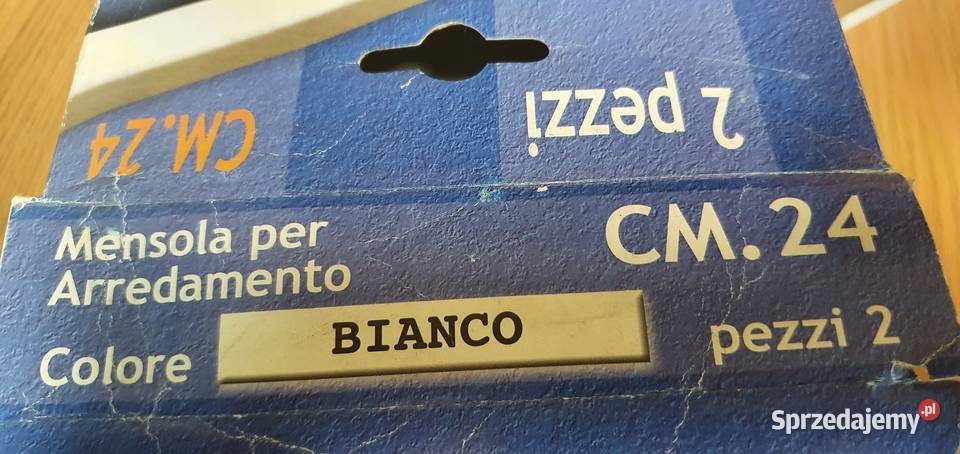 CM. 24
2 pezzi
Mensola per
Arredamento
CM. 24
Colore
BIANCO
pezzi 2
Sprzedajemy.pl